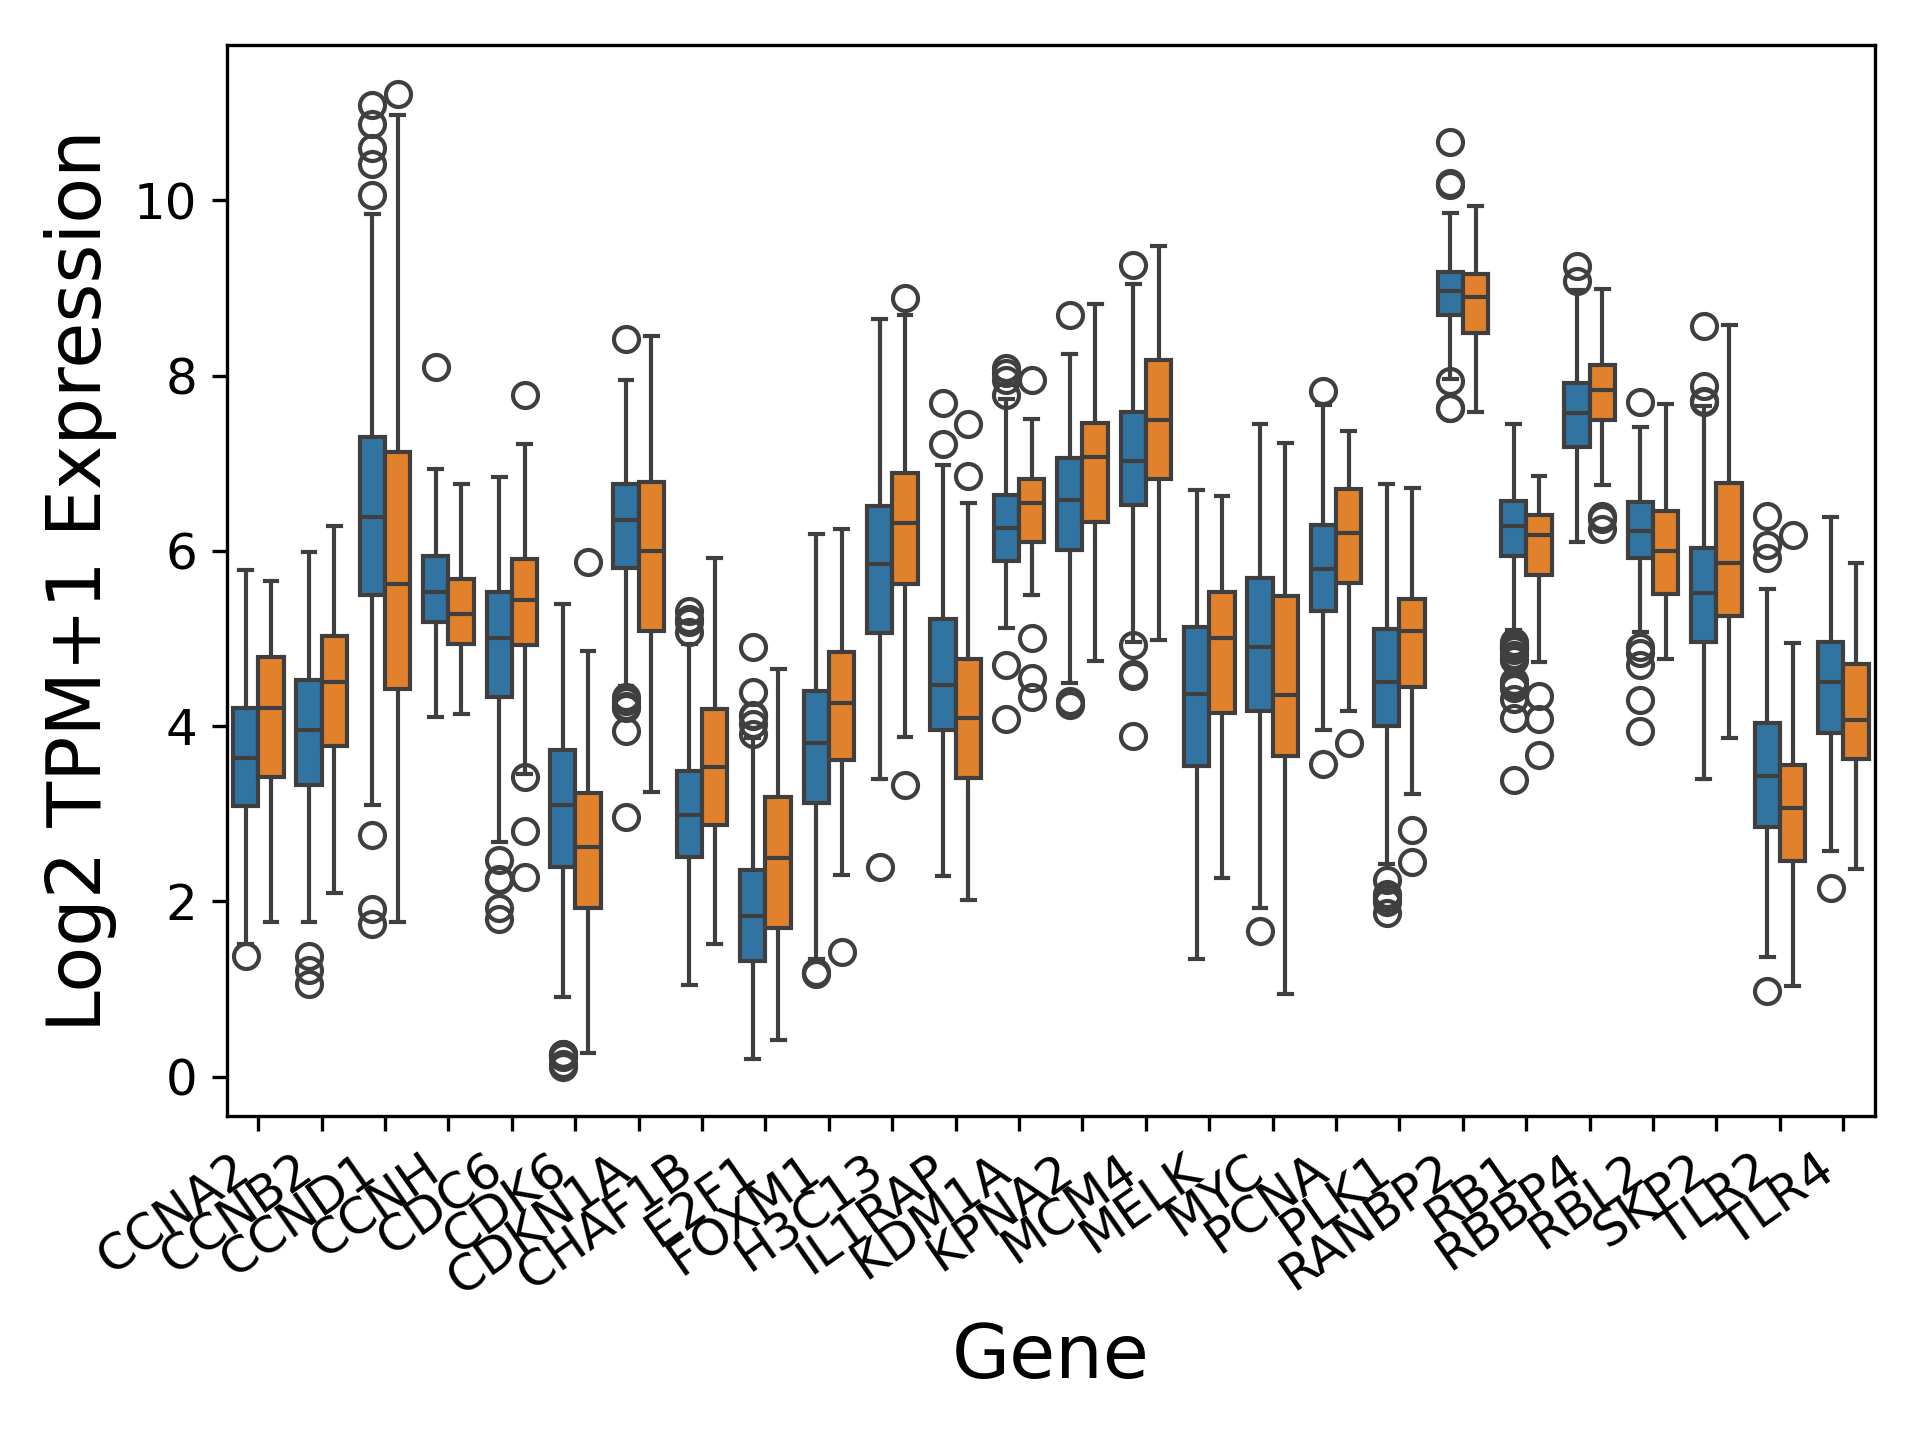 Log2 TPM+1 Expression
10
8
6
4
2
0
CCNA2
CCNB2
CCND1
CCNH
CDC6
CDK6
CDKN1A
CHAF1B
E2F1
FOXM1
H3C13
IL1RAP
KDM1A
KPNA2
MCM4
MELK
MYC
PCNA
PLK1
RANBP2
RB1
RBBP4
RBL2
SKP2
TLR2
TLR4
Gene